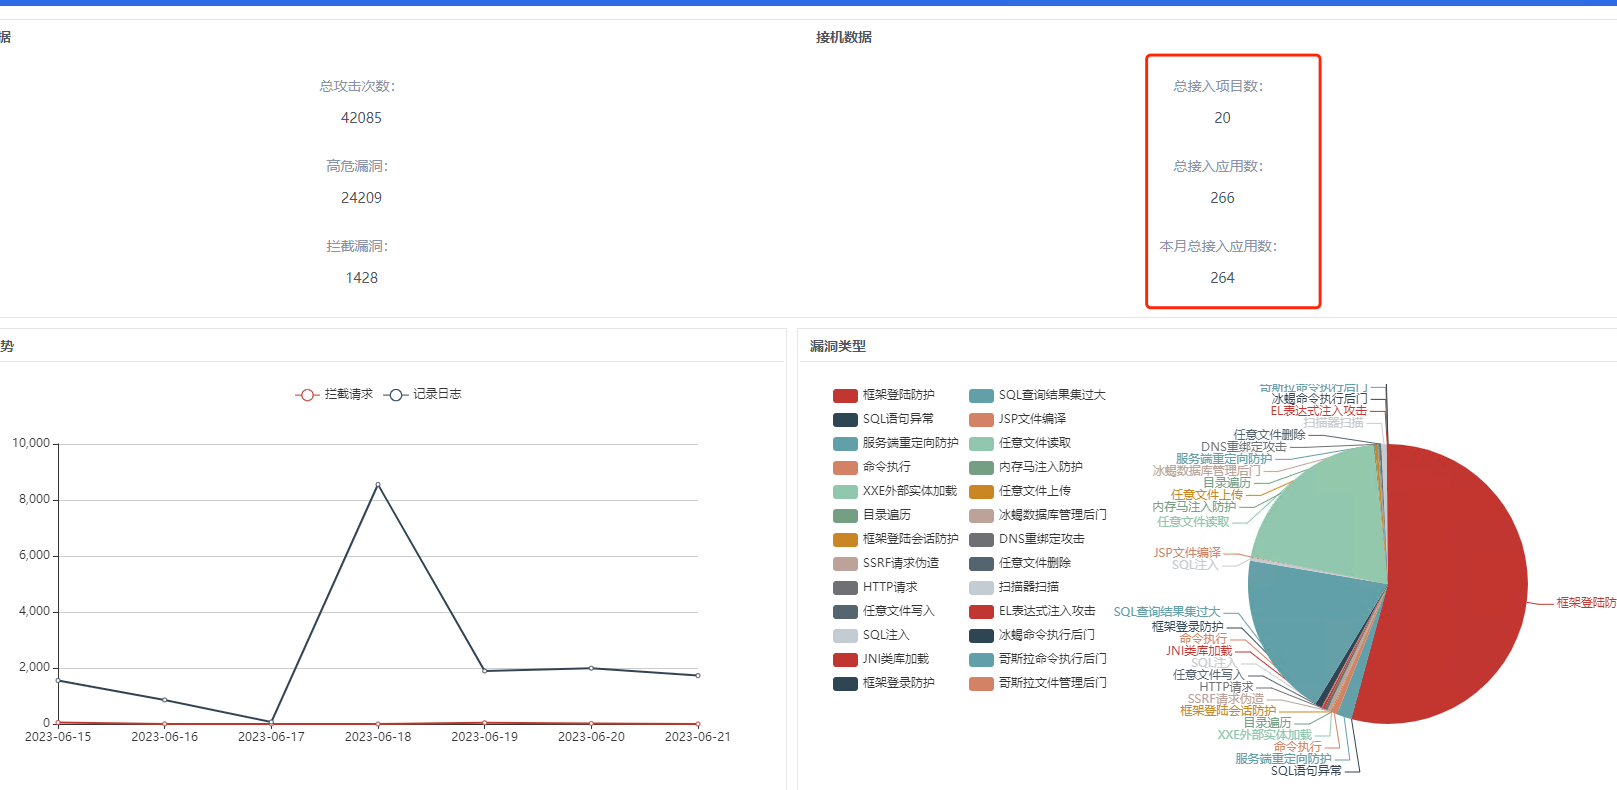 据
接机数据
总攻击次数:
42085
高危漏洞:
24209
拦截漏洞:
1428
总接入项目数:
20
总接入应用数:
266
本月总接入应用数:
264
势
拦截请求
记录日志
10,000
8,000
6,000
4,000
2,000
0
2023-06-15
2023-06-16
2023-06-17
2023-06-18
2023-06-19
2023-06-20
2023-06-21
漏洞类型
框架登陆防护
SQL语句异常
服务端重定向防护
命令执行
XXE外部实体加载
目录遍历
框架登陆会话防护
SSRF请求伪造
HTTP请求
任意文件写入
SQL注入
JNI类库加载
框架登录防护
SQL查询结果集过大
JSP文件编译
任意文件读取
内存马注入防护
任意文件上传
冰蝎数据库管理后门
DNS重绑定攻击
任意文件删除
扫描器扫描
EL表达式注入攻击
冰蝎命令执行后门
哥斯拉命令执行后门
哥斯拉文件管理后门
哥斯拉命令执行后门
冰蝎命令执行后门
EL表达式注入攻击
扫描器扫描
任意文件删除
DNS重绑定攻击
服务端重定向防护
冰蝎数据库管理后门
目录遍历
任意文件上传
内存马注入防护
任意文件读取
JSP文件编译
SQL注入
SQL查询结果集过大
框架登录防护
命令执行
JNI类库加载
SQL注入
任意文件写入
HTTP请求
SSRF请求伪造
框架登陆会话防护
目录遍历
XXE外部实体加载
命令执行
服务端重定向防护
SQL语句异常
框架登陆防